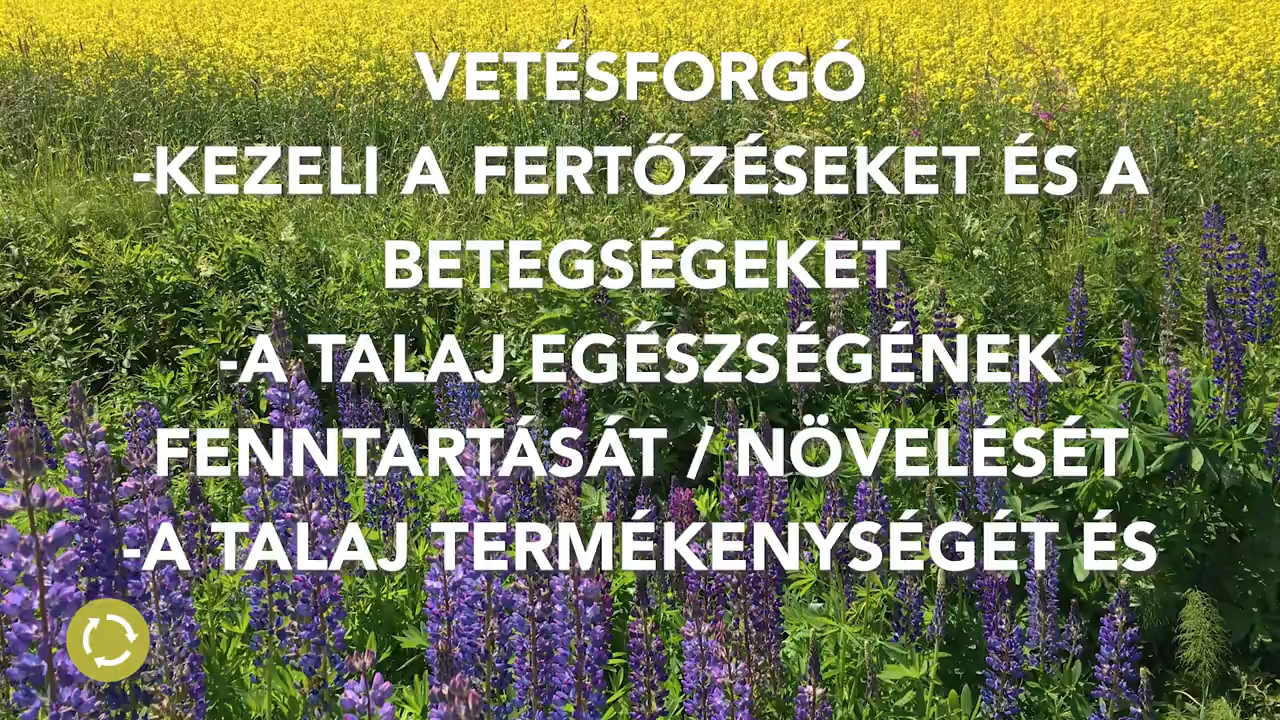 VETÉSFORGÓ
-KEZELI A FERTŐZÉSEKET ÉS A
BETEGSÉGEKET
-A TALAJ EGÉSZSÉGÉNEK
FENNTARTÁSÁT / NÖVELÉSÉT
-A TALAJ TERMÉKENYSÉGÉT ÉS